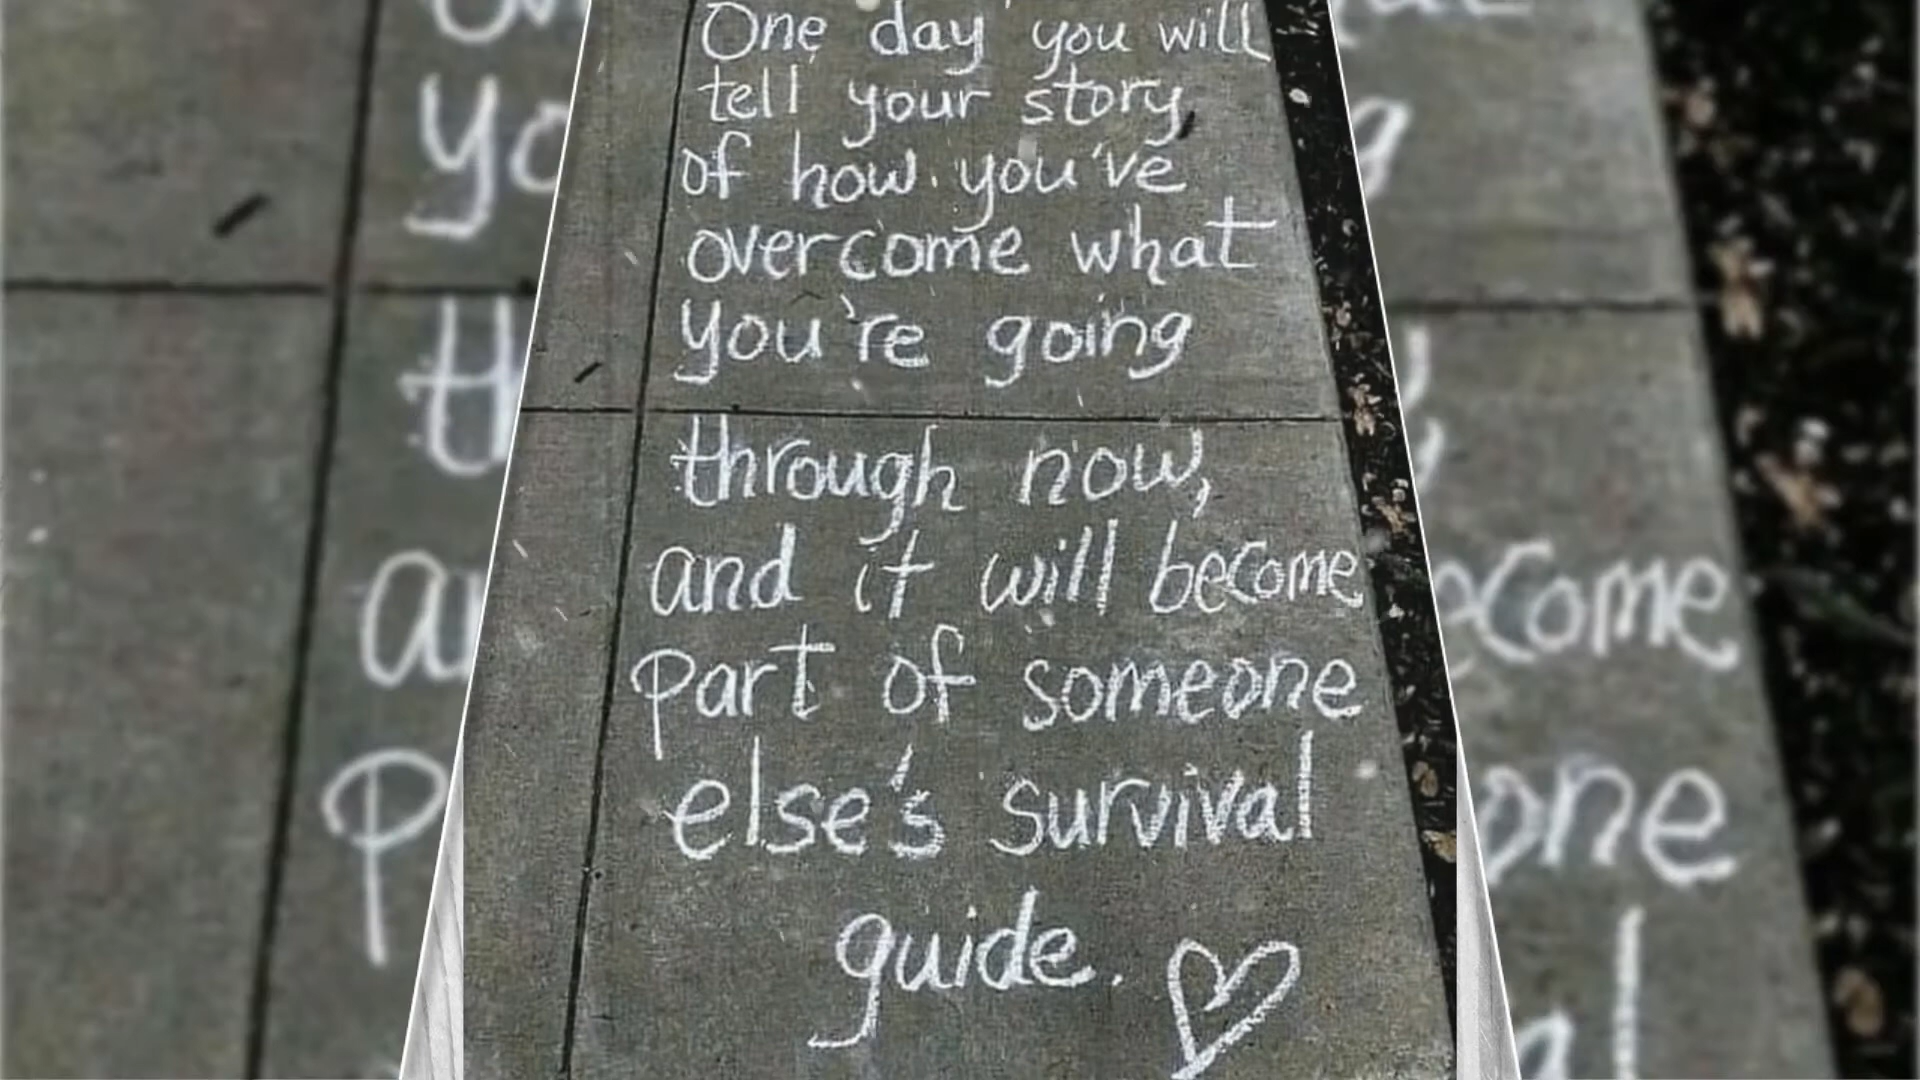 One day you will
tell your story
of how you've
overcome what
you're going
through now,
and it will become
part of someone
else's survival
guide.